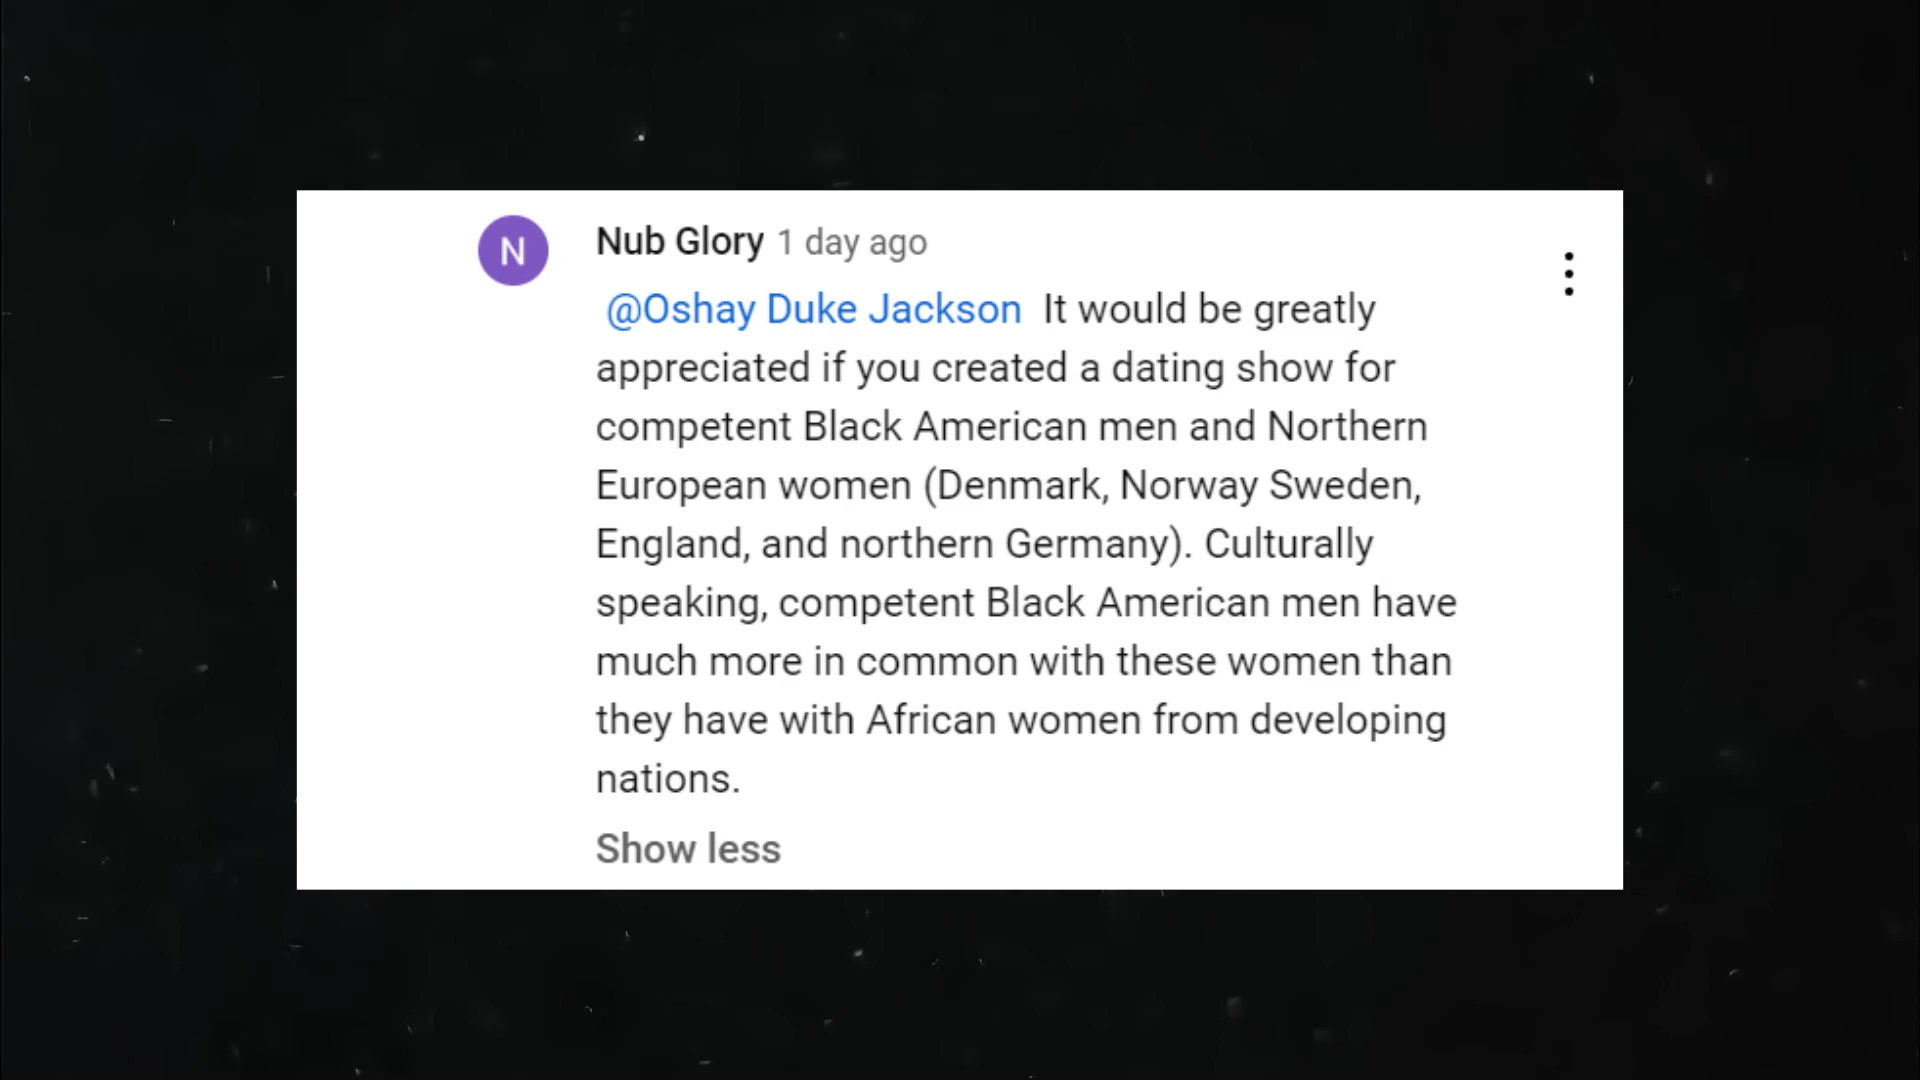 N
Nub Glory 1 day ago
@Oshay Duke Jackson It would be greatly
appreciated if you created a dating show for
competent Black American men and Northern
European women (Denmark, Norway Sweden,
England, and northern Germany). Culturally
speaking, competent Black American men have
much more in common with these women than
they have with African women from developing
nations.
Show less